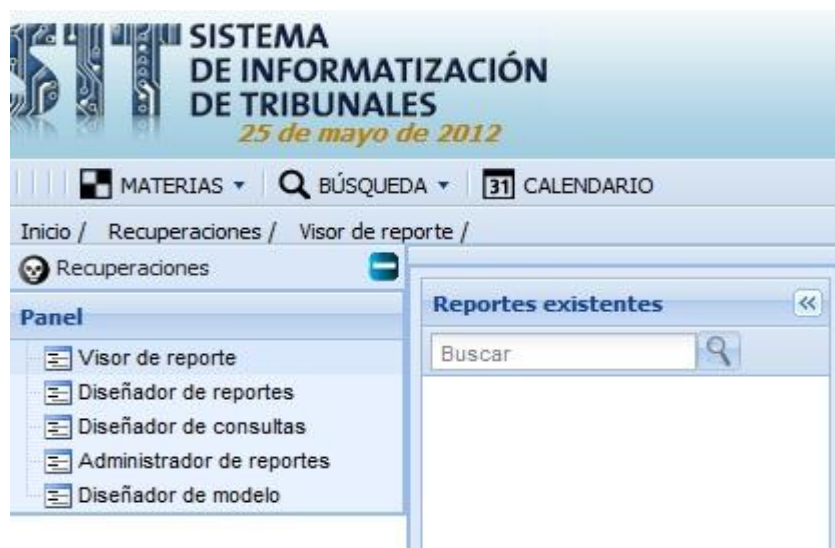 SIT SISTEMA
DE INFORMATIZACIÓN
DE TRIBUNALES
25 de mayo de 2012
MATERIAS BÚSQUEDA 31 CALENDARIO
Inicio / Recuperaciones / Visor de reporte /
Recuperaciones
Panel
Visor de reporte
Diseñador de reportes
Diseñador de consultas
Administrador de reportes
Diseñador de modelo
Reportes existentes
Buscar